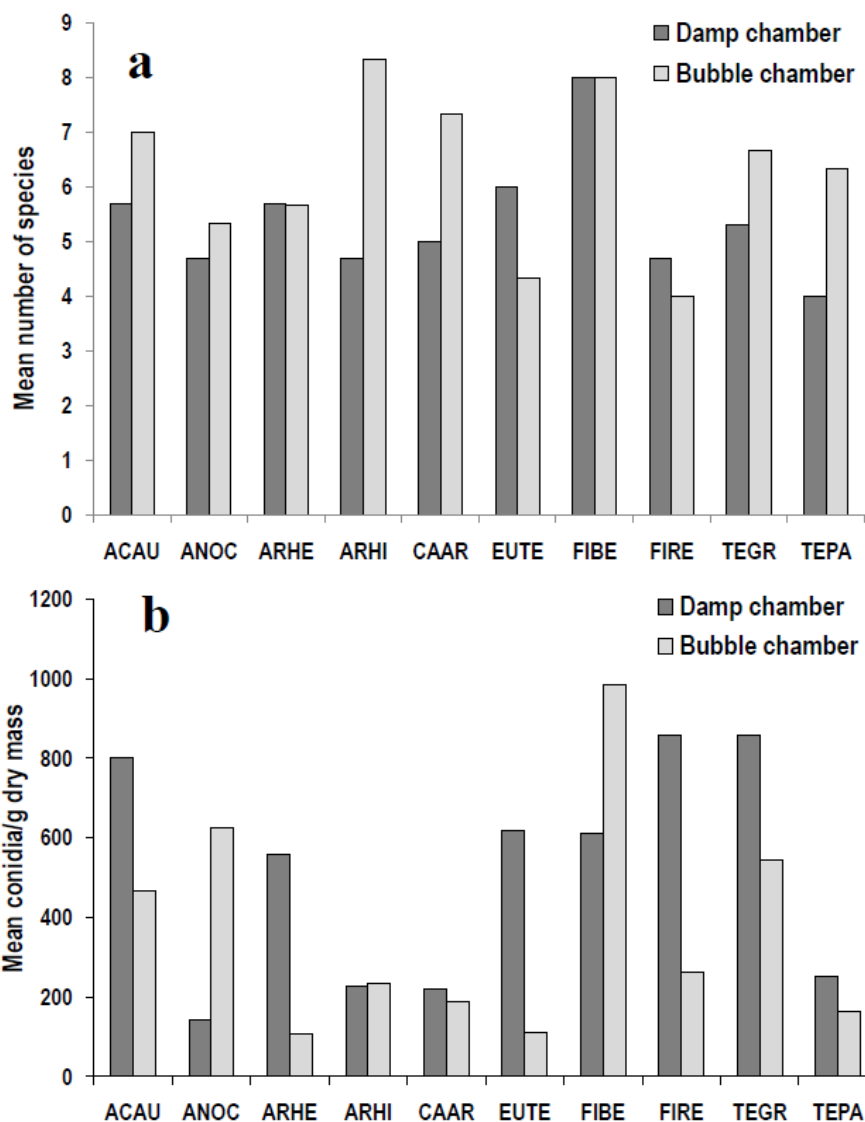 a
Damp chamber
Bubble chamber
Mean number of species
9
8
7
6
5
4
3
2
1
0
ACAU ANOC ARHE ARHI CAAR EUTE FIBE FIRE TEGR TEPA
b
Damp chamber
Bubble chamber
Mean conidia/g dry mass
1200
1000
800
600
400
200
0
ACAU ANOC ARHE ARHI CAAR EUTE FIBE FIRE TEGR TEPA